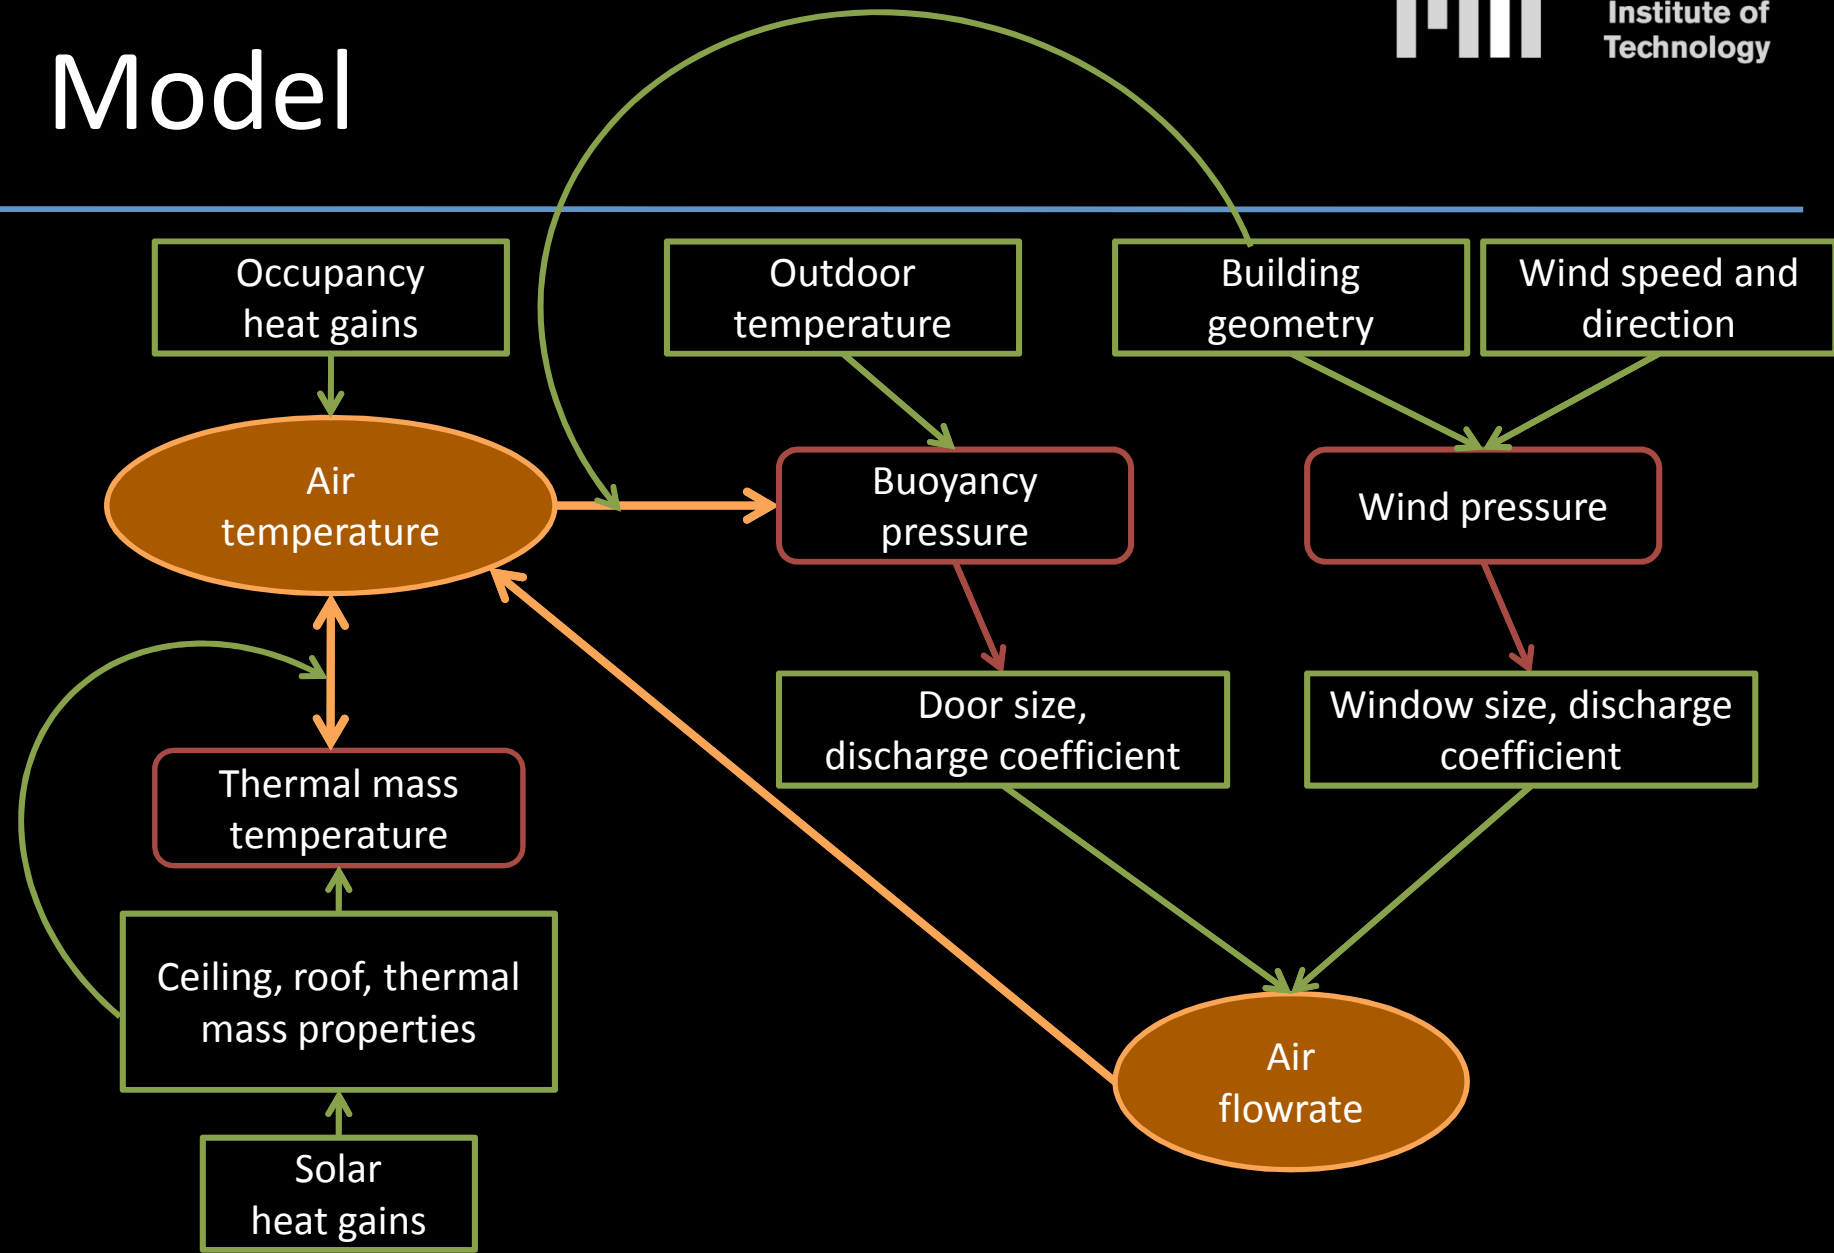 Institute of
Technology
Model
Occupancy
heat gains
Outdoor
temperature
Building
geometry
Wind speed and
direction
Air
temperature
Buoyancy
pressure
Wind pressure
Door size,
discharge coefficient
Window size, discharge
coefficient
Thermal mass
temperature
Ceiling, roof, thermal
mass properties
Air
flowrate
Solar
heat gains